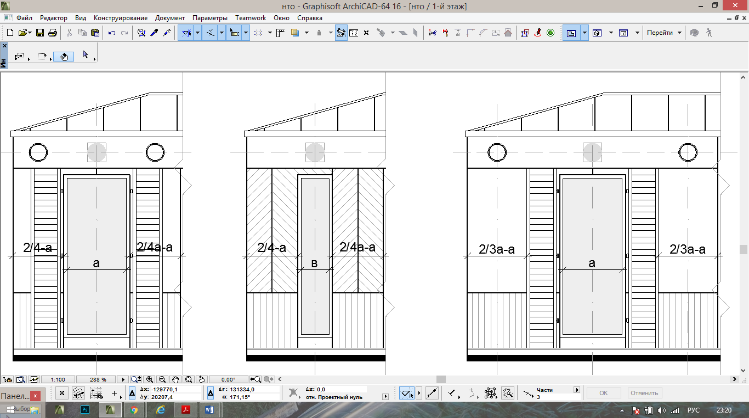 нто - Graphisoft ArchiCAD-64 16 - [нто / 1-й этаж]
Файл Редактор Вид Конструирование Документ Параметры Teamwork Окно Справка
Перейти
2/4-а а 2/4а-а 2/4-а в 2/4а-а 2/3а-а а 2/3а-а
1:100 286 % 0,00°
Панел...
Δx: 129770,1
Δy: 20207,4
Δr: 131334,0
α: 171,15°
Δz: 0,0
отн. Проектный нуль
Части
3
ОК Отменить
РУС 23:20